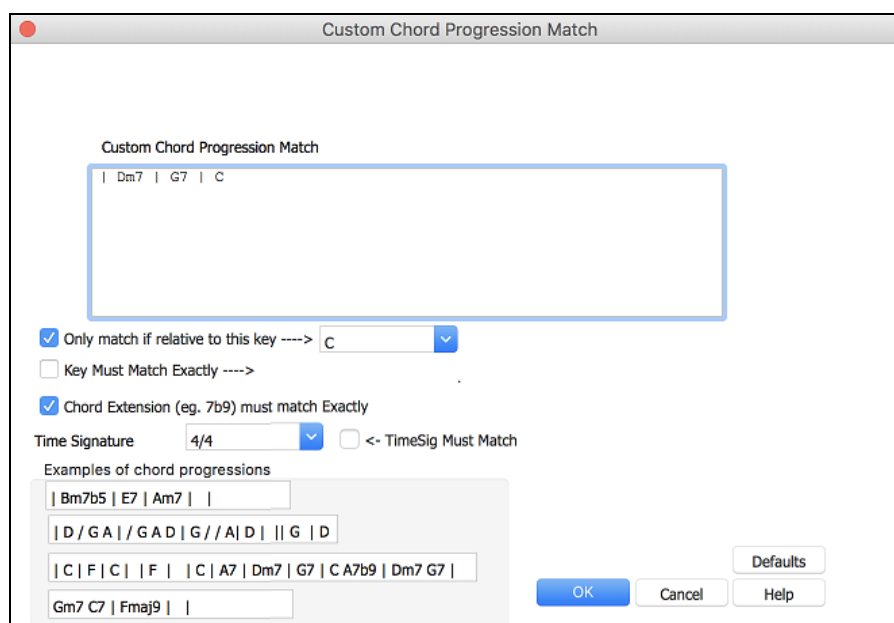 Custom Chord Progression Match
Custom Chord Progression Match
| Dm7 | G7 | C
Only match if relative to this key ----> C
Key Must Match Exactly ---->
Chord Extension (eg. 7b9) must match Exactly
Time Signature 4/4 <- TimeSig Must Match
Examples of chord progressions
| Bm7b5 | E7 | Am7 | |
| D / G A | / G A D | G / / A| D | || G | D
| C | F | C | | F | | C | A7 | Dm7 | G7 | C A7b9 | Dm7 G7 |
Defaults
Gm7 C7 | Fmaj9 | |
OK Cancel Help